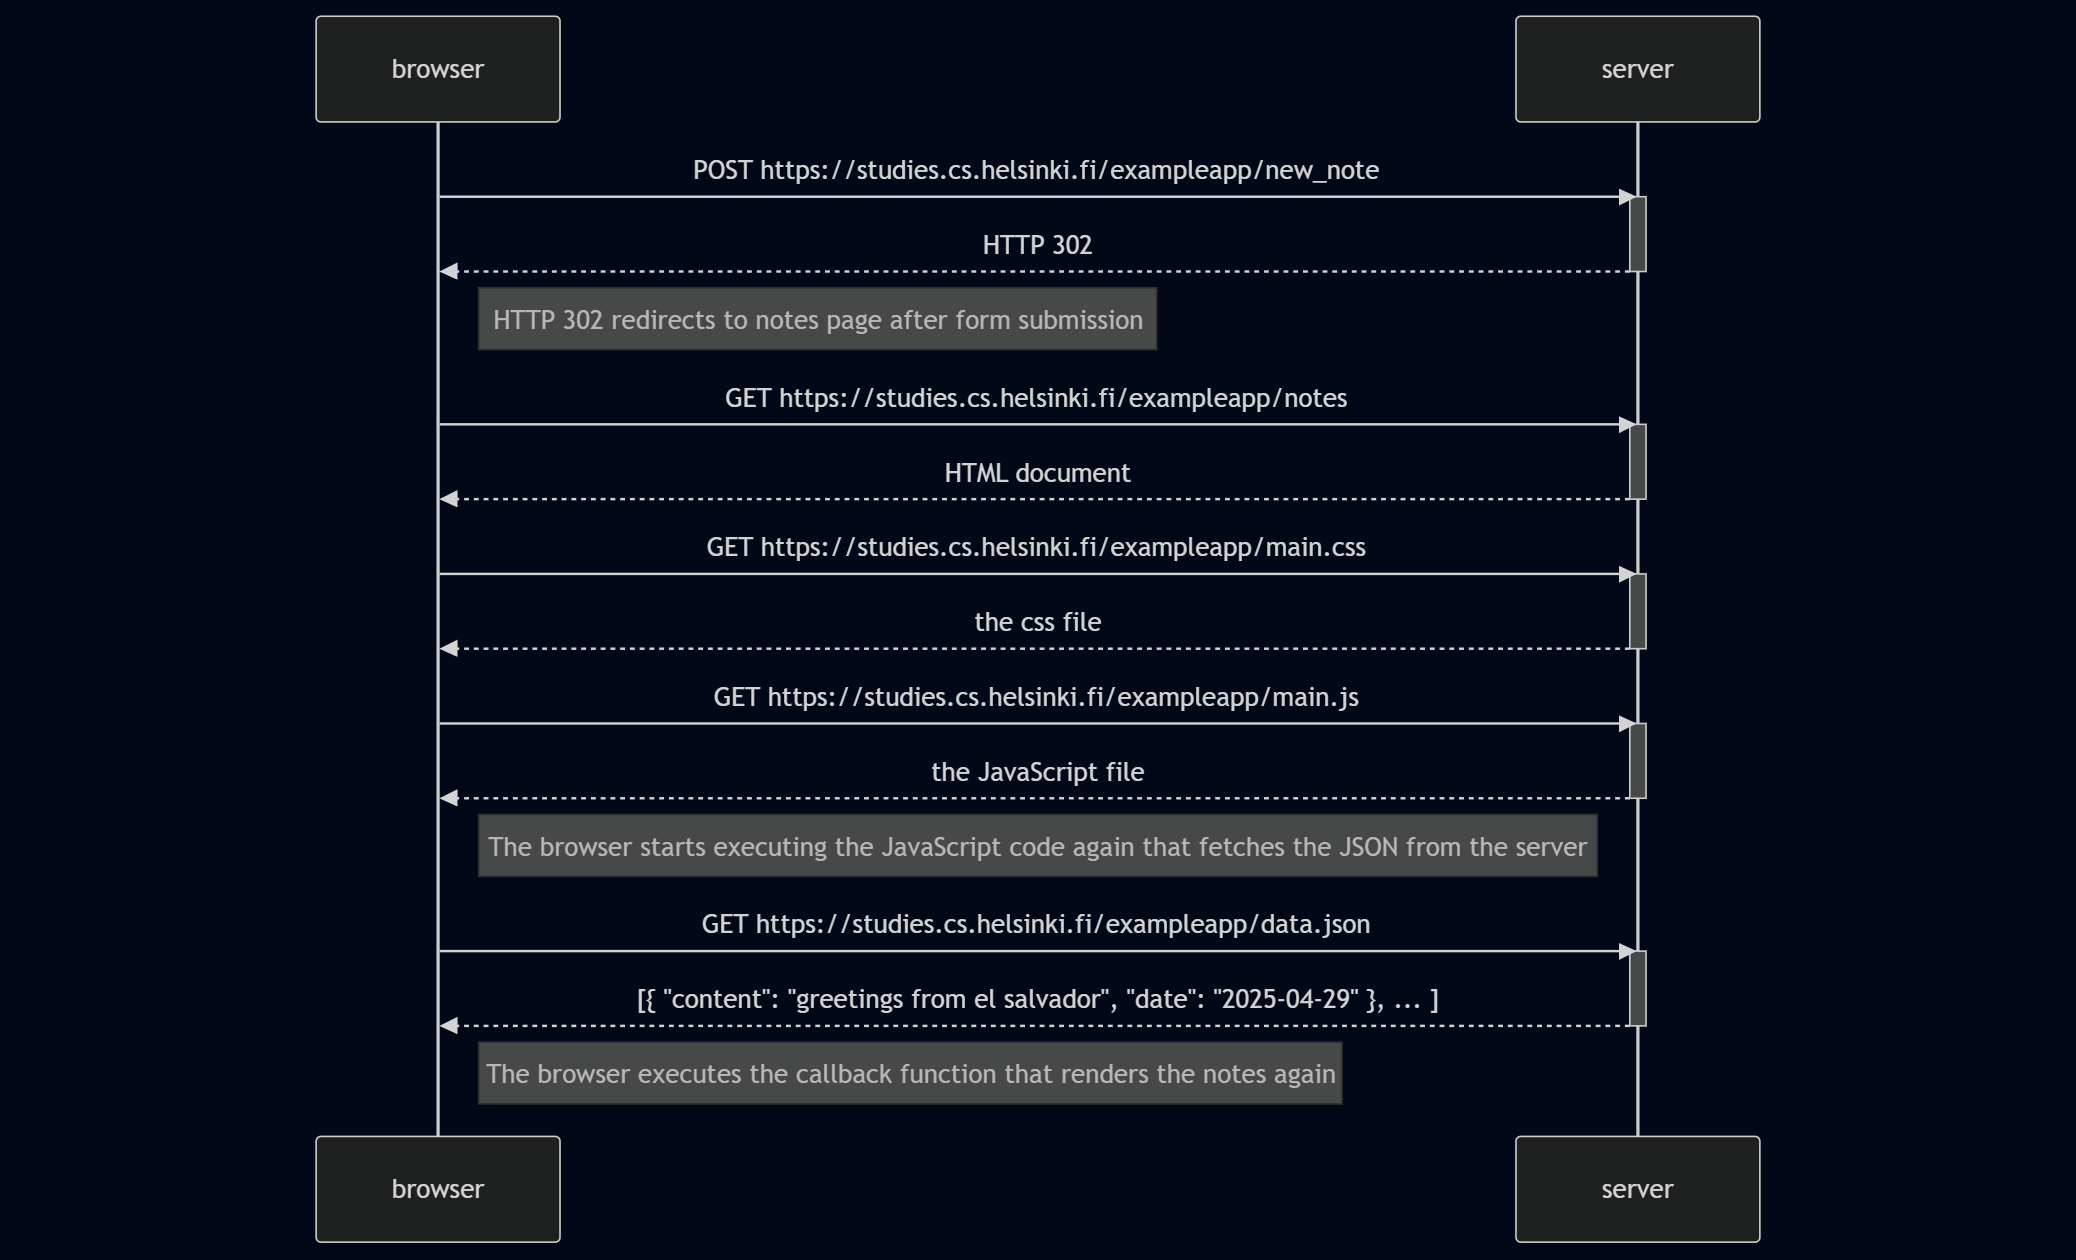 browser
server
POST https://studies.cs.helsinki.fi/exampleapp/new_note
HTTP 302
HTTP 302 redirects to notes page after form submission
GET https://studies.cs.helsinki.fi/exampleapp/notes
HTML document
GET https://studies.cs.helsinki.fi/exampleapp/main.css
the css file
GET https://studies.cs.helsinki.fi/exampleapp/main.js
the JavaScript file
The browser starts executing the JavaScript code again that fetches the JSON from the server
GET https://studies.cs.helsinki.fi/exampleapp/data.json
[{ "content": "greetings from el salvador", "date": "2025-04-29" }, ... ]
The browser executes the callback function that renders the notes again
browser
server